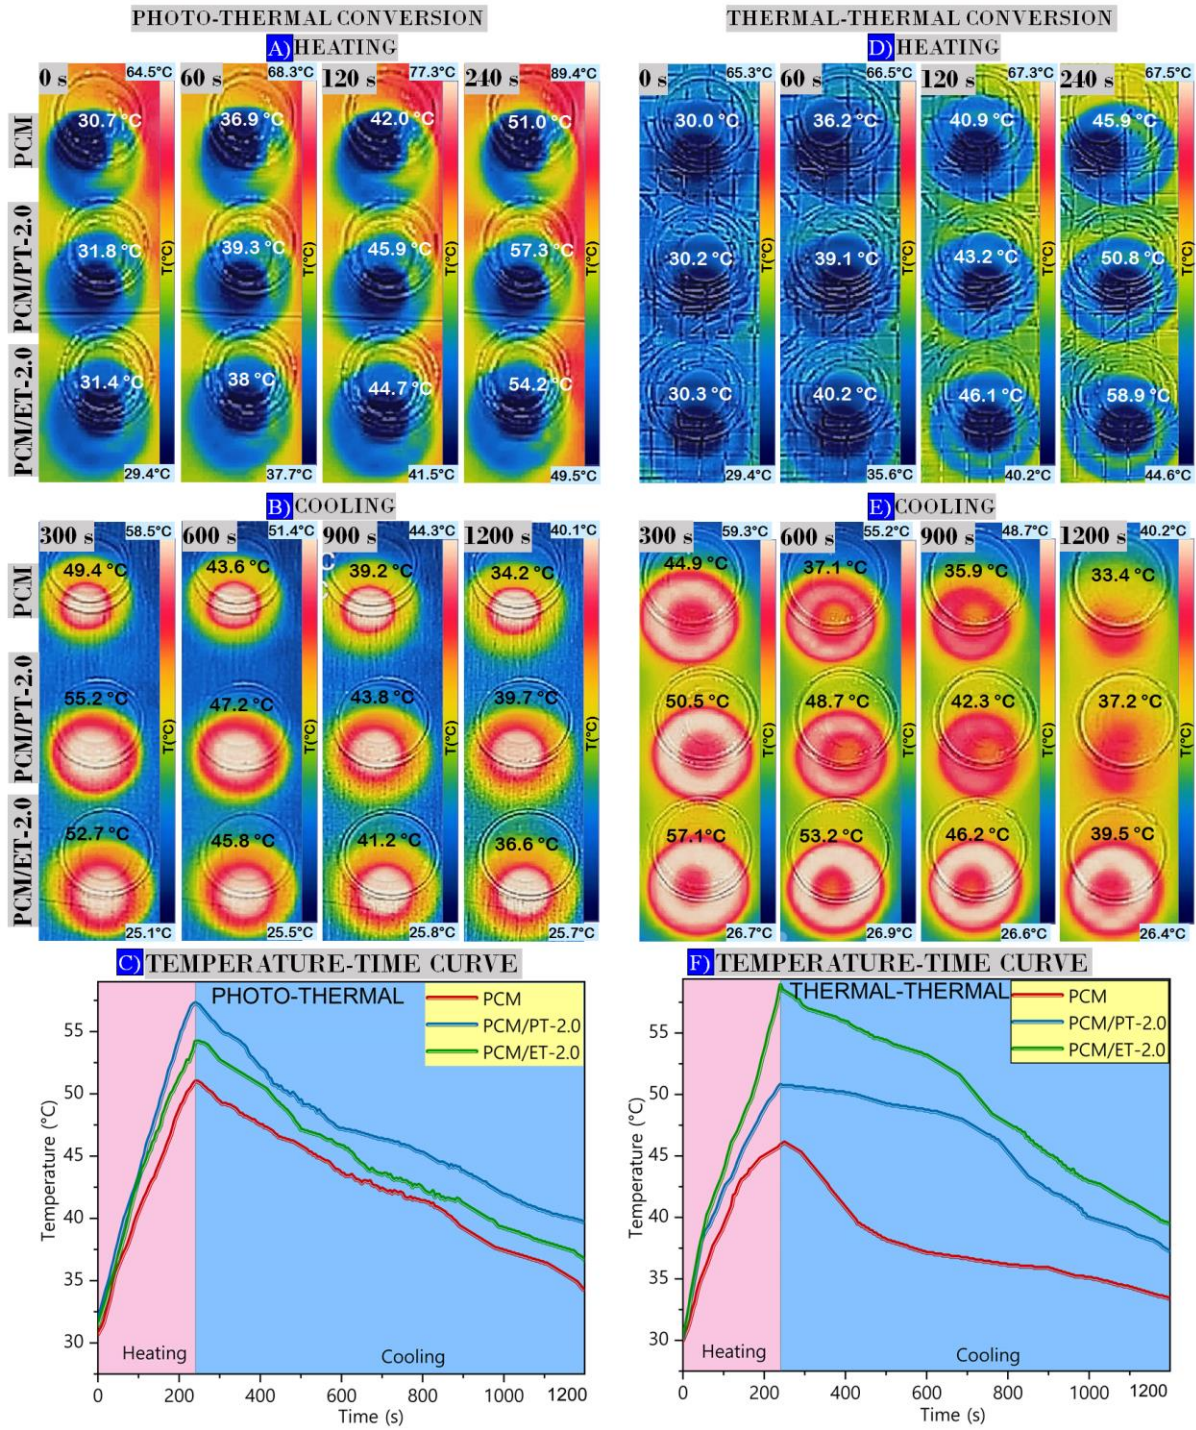 PHOTO-THERMAL CONVERSION
A) HEATING
0 s 64.5°C 60 s 68.3°C 120 s 77.3°C 240 s 89.4°C
PCM 30.7 °C 36.9 °C 42.0 °C 51.0 °C
PCM/PT-2.0 31.8 °C 39.3 °C 45.9 °C 57.3 °C
T(°C) T(°C) T(°C) T(°C)
PCM/ET-2.0 31.4 °C 38 °C 44.7 °C 54.2 °C
29.4°C 37.7°C 41.5°C 49.5°C
B) COOLING
300 s 58.5°C 600 s 51.4°C 900 s 44.3°C 1200 s 40.1°C
PCM 49.4 °C 43.6 °C 39.2 °C 34.2 °C
PCM/PT-2.0 55.2 °C 47.2 °C 43.8 °C 39.7 °C
T(°C) T(°C) T(°C) T(°C)
PCM/ET-2.0 52.7 °C 45.8 °C 41.2 °C 36.6 °C
25.1°C 25.5°C 25.8°C 25.7°C
C) TEMPERATURE-TIME CURVE
PHOTO-THERMAL
PCM
PCM/PT-2.0
PCM/ET-2.0
Temperature (°C)
55
50
45
40
35
30
Heating Cooling
0 200 400 600 800 1000 1200
Time (s)
THERMAL-THERMAL CONVERSION
D) HEATING
0 s 65.3°C 60 s 66.5°C 120 s 67.3°C 240 s 67.5°C
30.0 °C 36.2 °C 40.9 °C 45.9 °C
30.2 °C 39.1 °C 43.2 °C 50.8 °C
T(°C) T(°C) T(°C) T(°C)
30.3 °C 40.2 °C 46.1 °C 58.9 °C
29.4°C 35.6°C 40.2°C 44.6°C
E) COOLING
300 s 59.3°C 600 s 55.2°C 900 s 48.7°C 1200 s 40.2°C
44.9 °C 37.1 °C 35.9 °C 33.4 °C
50.5 °C 48.7 °C 42.3 °C 37.2 °C
T(°C) T(°C) T(°C) T(°C)
57.1°C 53.2 °C 46.2 °C 39.5 °C
26.7°C 26.9°C 26.6°C 26.4°C
F) TEMPERATURE-TIME CURVE
THERMAL-THERMAL
PCM
PCM/PT-2.0
PCM/ET-2.0
Temperature (°C)
55
50
45
40
35
30
Heating Cooling
0 200 400 600 800 1000 1200
Time (s)